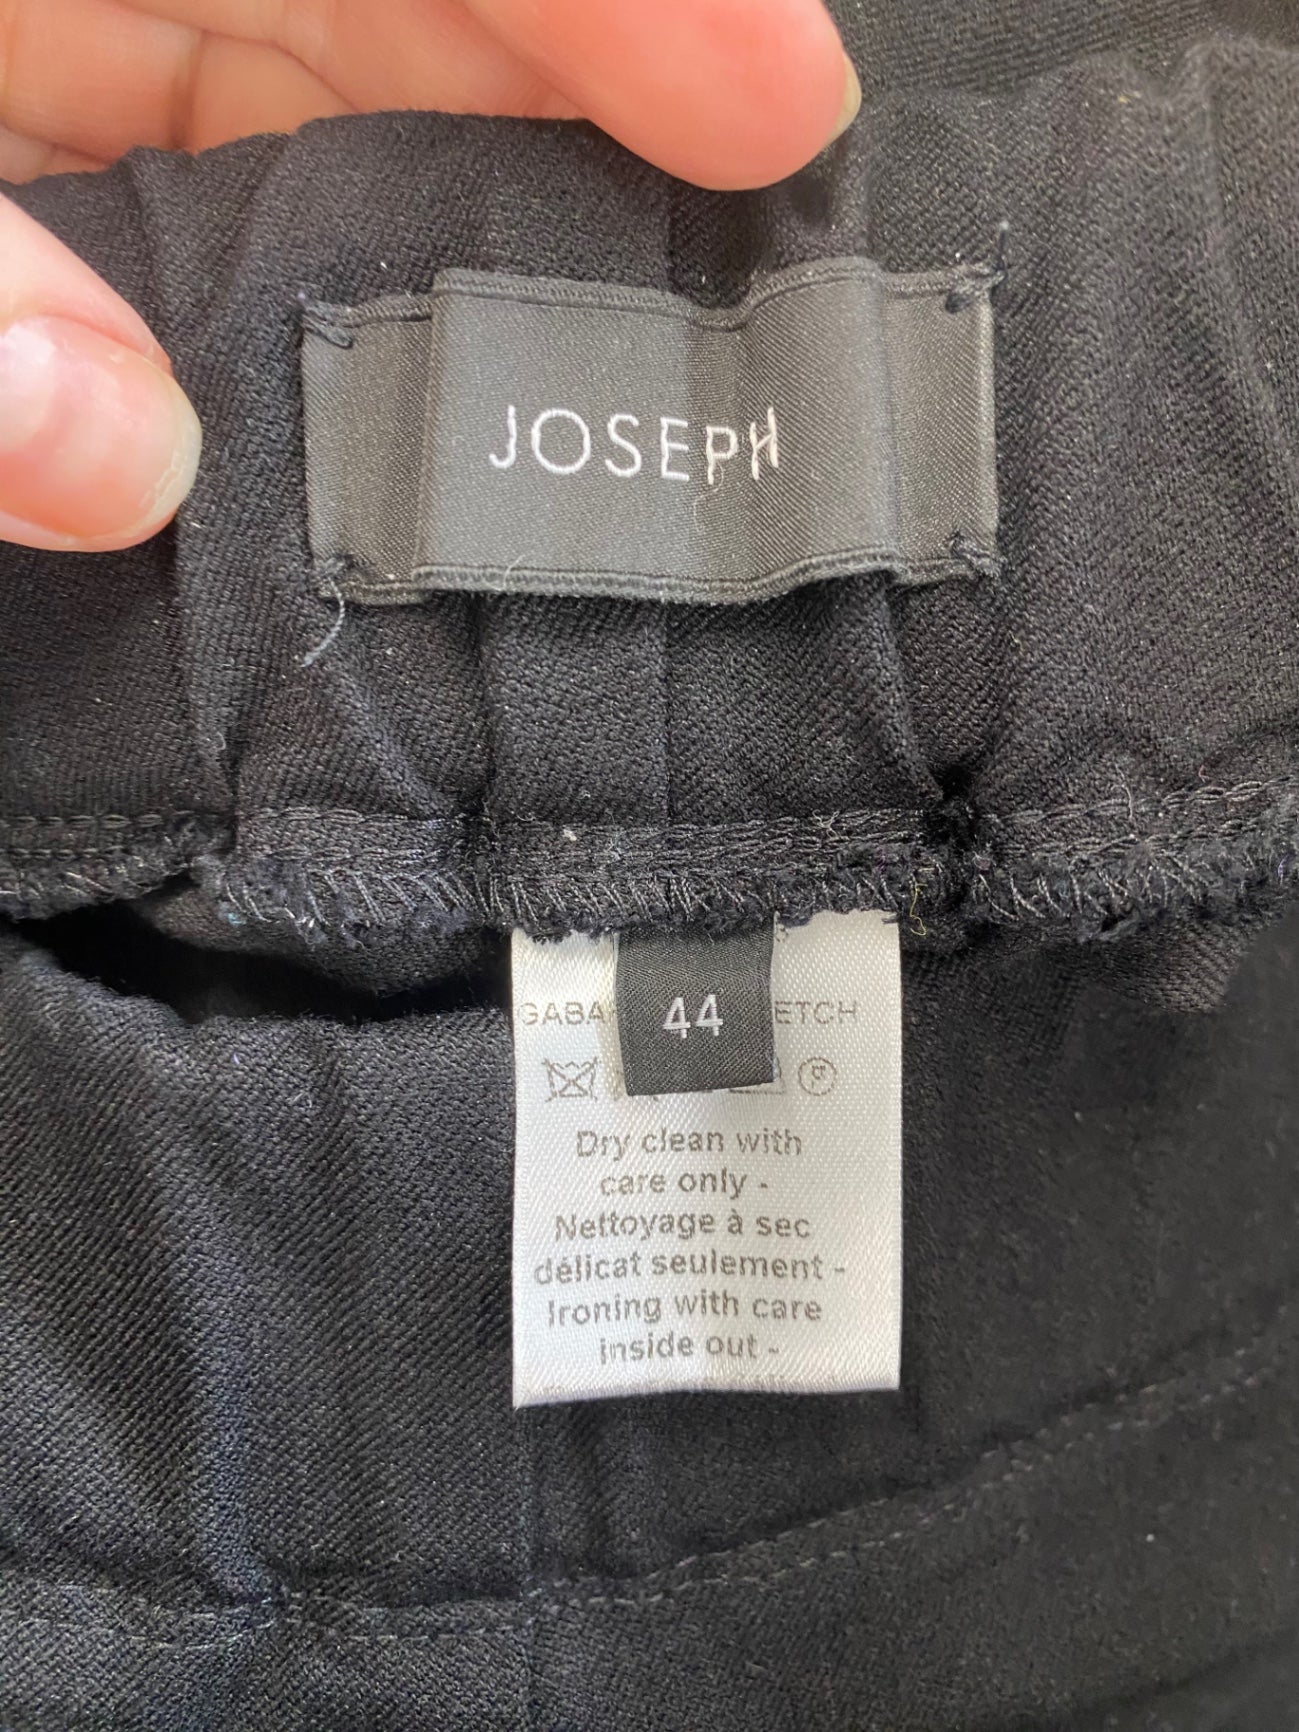 JOSEPH
44
Dry clean with
care only -
Nettoyage à sec
délicat seulement -
Ironing with care
inside out -